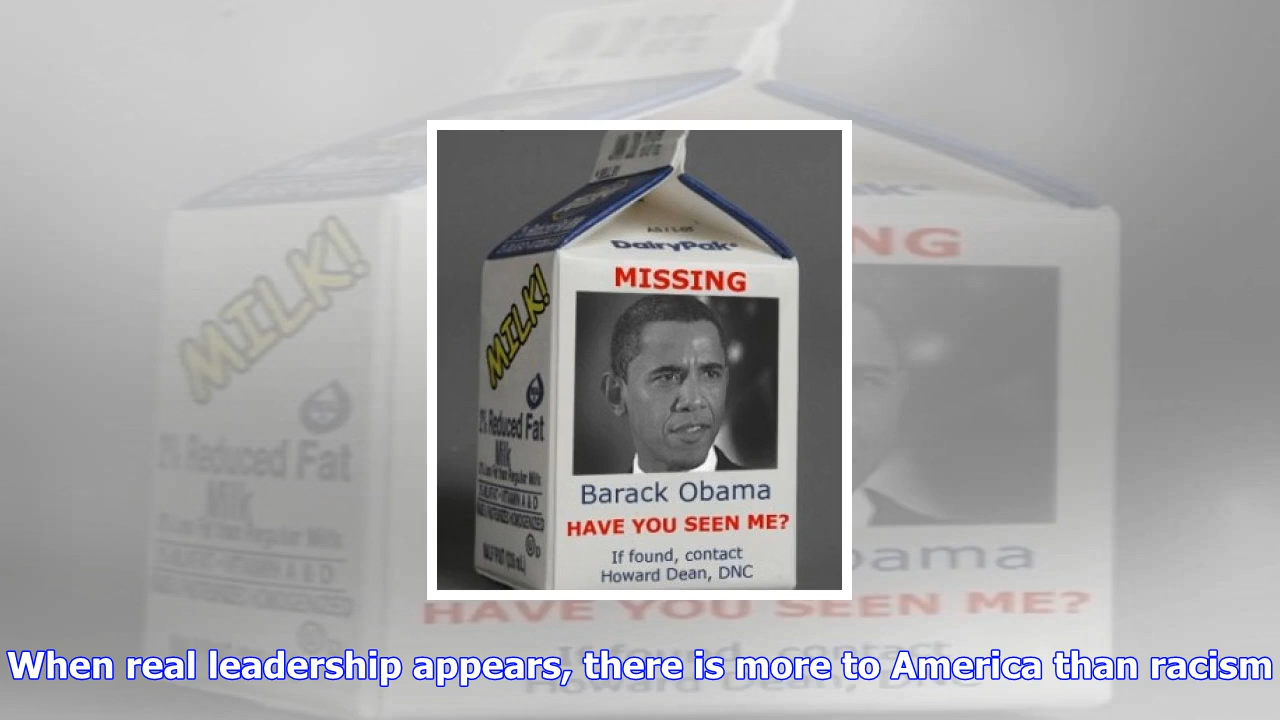 DairyPak
MISSING
MILK!
2% Reduced Fat
Milk
Barack Obama
HAVE YOU SEEN ME?
If found, contact
Howard Dean, DNC
When real leadership appears, there is more to America than racism